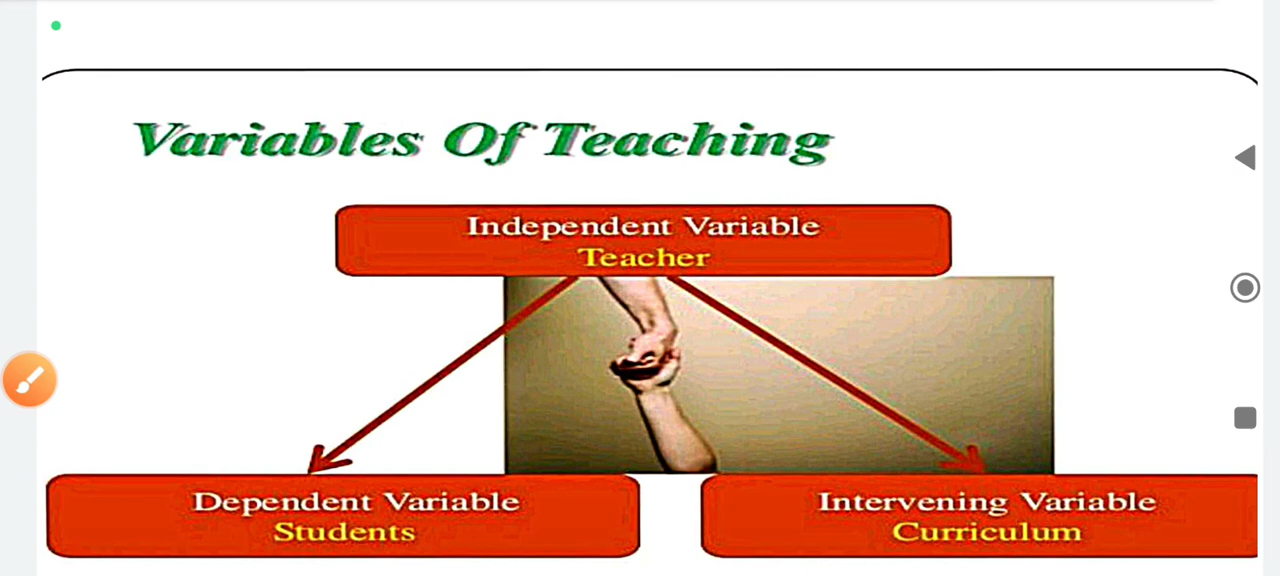 Variables Of Teaching
Independent Variable
Teacher
Dependent Variable
Students
Intervening Variable
Curriculum